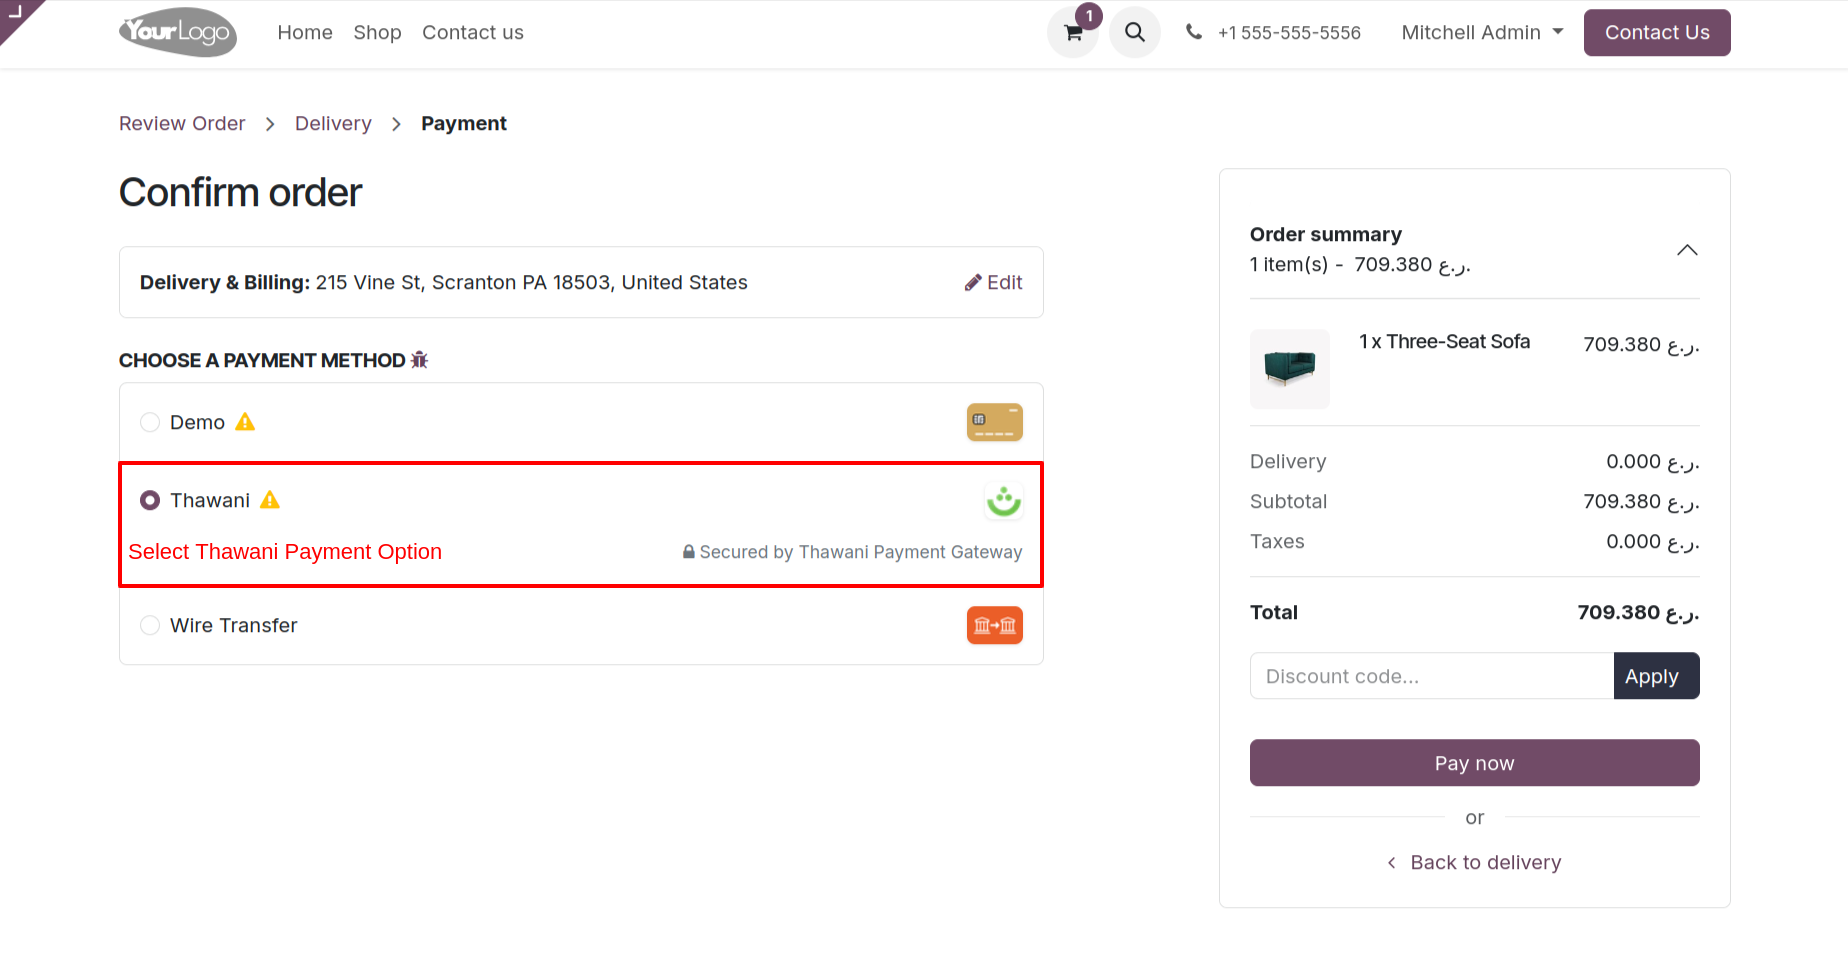 YourLogo Home Shop Contact us 1 +1 555-555-5556 Mitchell Admin Contact Us
Review Order > Delivery > Payment
Confirm order
Delivery & Billing: 215 Vine St, Scranton PA 18503, United States Edit
CHOOSE A PAYMENT METHOD
Demo
Thawani
Select Thawani Payment Option Secured by Thawani Payment Gateway
Wire Transfer
Order summary
1 item(s) - 709.380 ر.ع.
1 x Three-Seat Sofa 709.380 ر.ع.
Delivery 0.000 ر.ع.
Subtotal 709.380 ر.ع.
Taxes 0.000 ر.ع.
Total 709.380 ر.ع.
Discount code... Apply
Pay now
or
Back to delivery